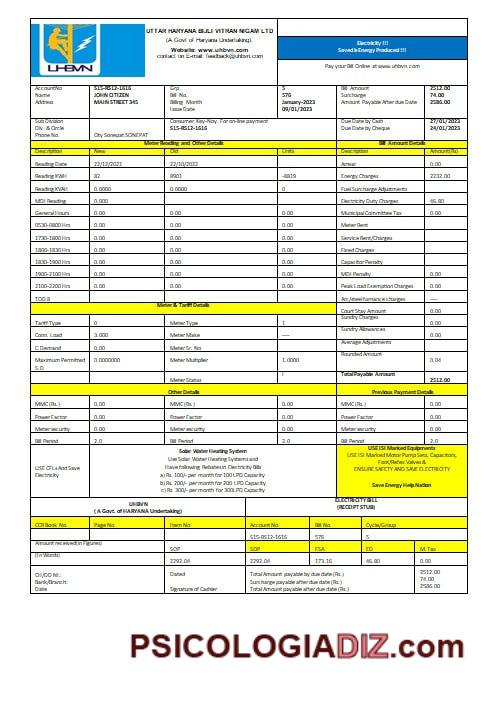 UHBVN
UTTAR HARYANA BIJLI VITRAN NIGAM LTD
(A Govt of Haryana Undertaking).
Website: www.uhbvn.com
contact on E-mail: feedback@uhbvn.com
Electricity !!!
Saved is Energy Produced !!!
Pay your Bill Online at www.uhbvn.com
AccountNo 515-RS12-1616 Grp 5 Bill Amount 2512.00
Name JOHN CITIZEN Bill No. 576 Surcharge 74.00
Address MAIN STREET 345 Billing Month January-2023 Amount Payable After due Date 2586.00
Issue Date 09/01/2023
Sub Division Consumer Key-No. For on-line payment Due Date by Cash 27/01/2023
Div. & Circle 515-RS12-1616 Due Date by Cheque 24/01/2023
Phone No. City Sonepat SONEPAT
Meter Reading and Other Details Bill Amount Details
Description New Old Units Description Amount(Rs)
Reading Date 22/12/2022 22/10/2022 Arrear 0.00
Reading KWH 82 8901 -8819 Energy Charges 2232.00
Reading KVAH 0.0000 0.0000 0 Fuel Surcharge Adjustments
MDI Reading 0.000 Electricity Duty Charges 46.80
General Hours 0.00 0.00 0.00 Municipal Committee Tax 0.00
0530-0800 Hrs 0.00 0.00 0.00 Meter Rent
1730-1800 Hrs 0.00 0.00 0.00 Service Rent/Charges
1800-1830 Hrs 0.00 0.00 0.00 Fixed Charges
1830-1900 Hrs 0.00 0.00 0.00 Capacitor Penalty
1900-2100 Hrs 0.00 0.00 0.00 MDI Penalty 0.00
2100-2200 Hrs 0.00 0.00 0.00 Peak Load Exemption Charges 0.00
TOD 8 Arc/steel furnance charges ----
Meter & Tariff Details Court Stay Amount 0.00
Tariff Type 0 Meter Type 1 Sundry Charges 0.00
Conn. Load 3.000 Meter Make ---- Sundry Allowances 0.00
C Demand 0.00 Meter Sr. No Average Adjustments
Maximum Permitted S.D 0.0000000 Meter Multiplier 1.0000 Rounded Amount 0.04
Meter Status I Total Payable Amount 2512.00
Other Details Previous Payment Details
MMC (Rs.) 0.00 MMC (Rs.) 0.00 MMC (Rs.) 0.00
Power Factor 0.00 Power Factor 0.00 Power Factor 0.00
Meter security 0.00 Meter security 0.00 Meter security 0.00
Bill Period 2.0 Bill Period 2.0 Bill Period 2.0
USE CFLs And Save
Electricity
Solar Water Heating System
Use Solar Water Heating Systems and
Have following Rebates in Electricity Bills
a) Rs. 100/- per month for 100 LPD Capacity
b) Rs. 200/- per month for 200 LPD Capacity
c) Rs. 300/- per month for 300LPD Capacity
USE ISI Marked Equipments
USE ISI Marked Motor Pump Sets, Capacitors,
Foot/Reflex Valves &
ENSURE SAFETY AND SAVE ELECTRICITY
Save Energy Help Nation
UHBVN
( A Govt. of HARYANA Undertaking)
ELECTRICITY BILL
(RECEIPT STUB)
CCR Book No. Page No. Item No Account No. Bill No. Cycle/Group
515-RS12-1616 576 5
Amount received(in Figures) SOP SOP FSA ED M. Tax
(In Words) 2292.04 2292.04 173.16 46.80 0.00
CH/DD Nt: Dated Total Amount payable by due date (Rs.) 2512.00
Bank/Branch: Surcharge payable after due date (Rs.) 74.00
Date Signature of Cashier Total Amount payable after due date (Rs.) 2586.00
PSICOLOGIADIZ.com